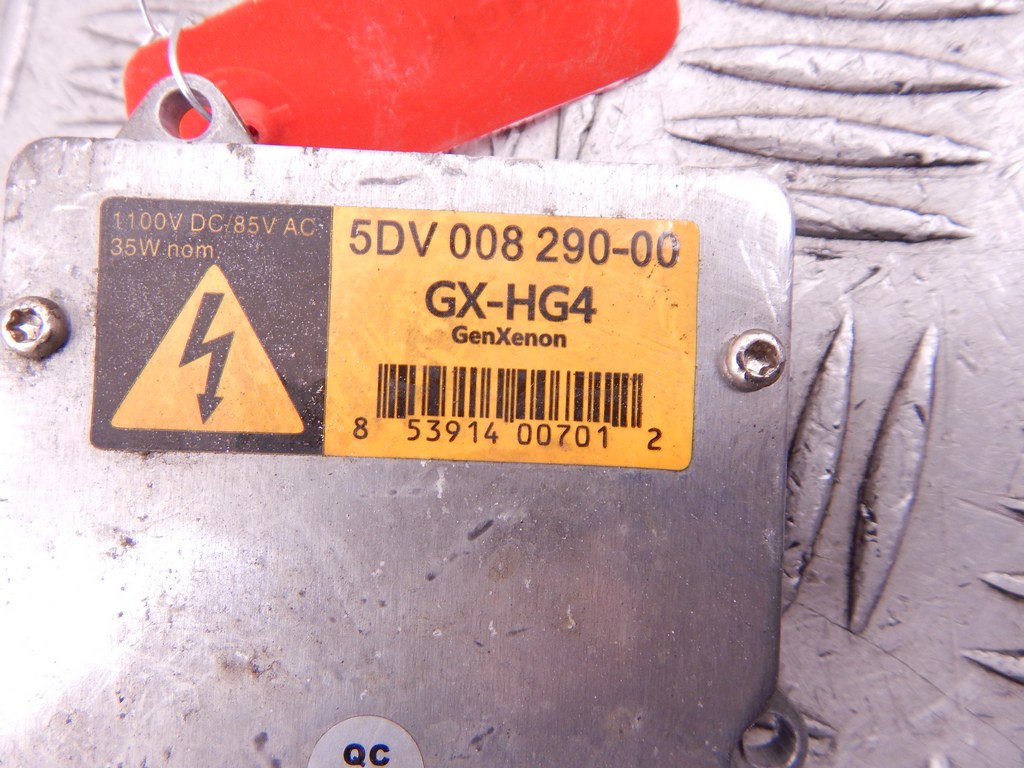 1100V DC/85V AC
35W nom
5DV 008 290-00
GX-HG4
GenXenon
8 53914 00701 2
QC